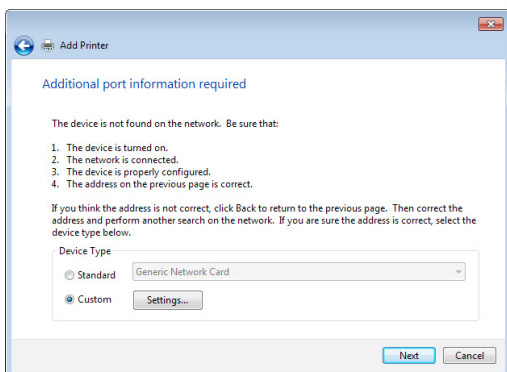 Add Printer
Additional port information required
The device is not found on the network. Be sure that:
1. The device is turned on.
2. The network is connected.
3. The device is properly configured.
4. The address on the previous page is correct.
If you think the address is not correct, click Back to return to the previous page. Then correct the
address and perform another search on the network. If you are sure the address is correct, select the
device type below.
Device Type
Standard Generic Network Card
Custom Settings...
Next Cancel